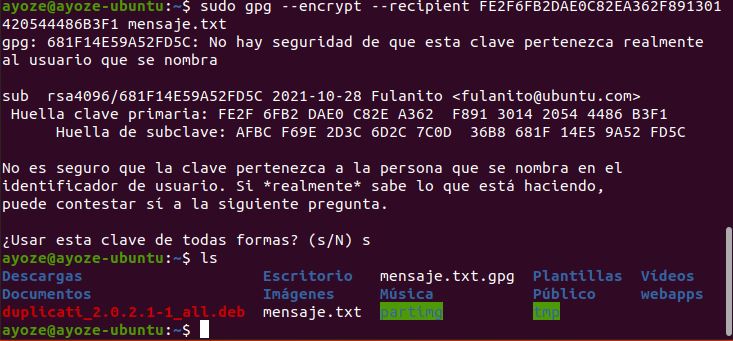 ayoze@ayoze-ubuntu:~$ sudo gpg --encrypt --recipient FE2F6FB2DAE0C82EA362F891301
420544486B3F1 mensaje.txt
gpg: 681F14E59A52FD5C: No hay seguridad de que esta clave pertenezca realmente
al usuario que se nombra
sub  rsa4096/681F14E59A52FD5C 2021-10-28 Fulanito <fulanito@ubuntu.com>
 Huella clave primaria: FE2F 6FB2 DAE0 C82E A362  F891 3014 2054 4486 B3F1
      Huella de subclave: AFBC F69E 2D3C 6D2C 7C0D  36B8 681F 14E5 9A52 FD5C
No es seguro que la clave pertenezca a la persona que se nombra en el
identificador de usuario. Si *realmente* sabe lo que está haciendo,
puede contestar sí a la siguiente pregunta.
¿Usar esta clave de todas formas? (s/N) s
ayoze@ayoze-ubuntu:~$ ls
Descargas                      Escritorio   mensaje.txt.gpg  Plantillas  Vídeos
Documentos                     Imágenes     Música           Público     webapps
duplicati_2.0.2.1-1_all.deb  mensaje.txt  partimg          tmp
ayoze@ayoze-ubuntu:~$